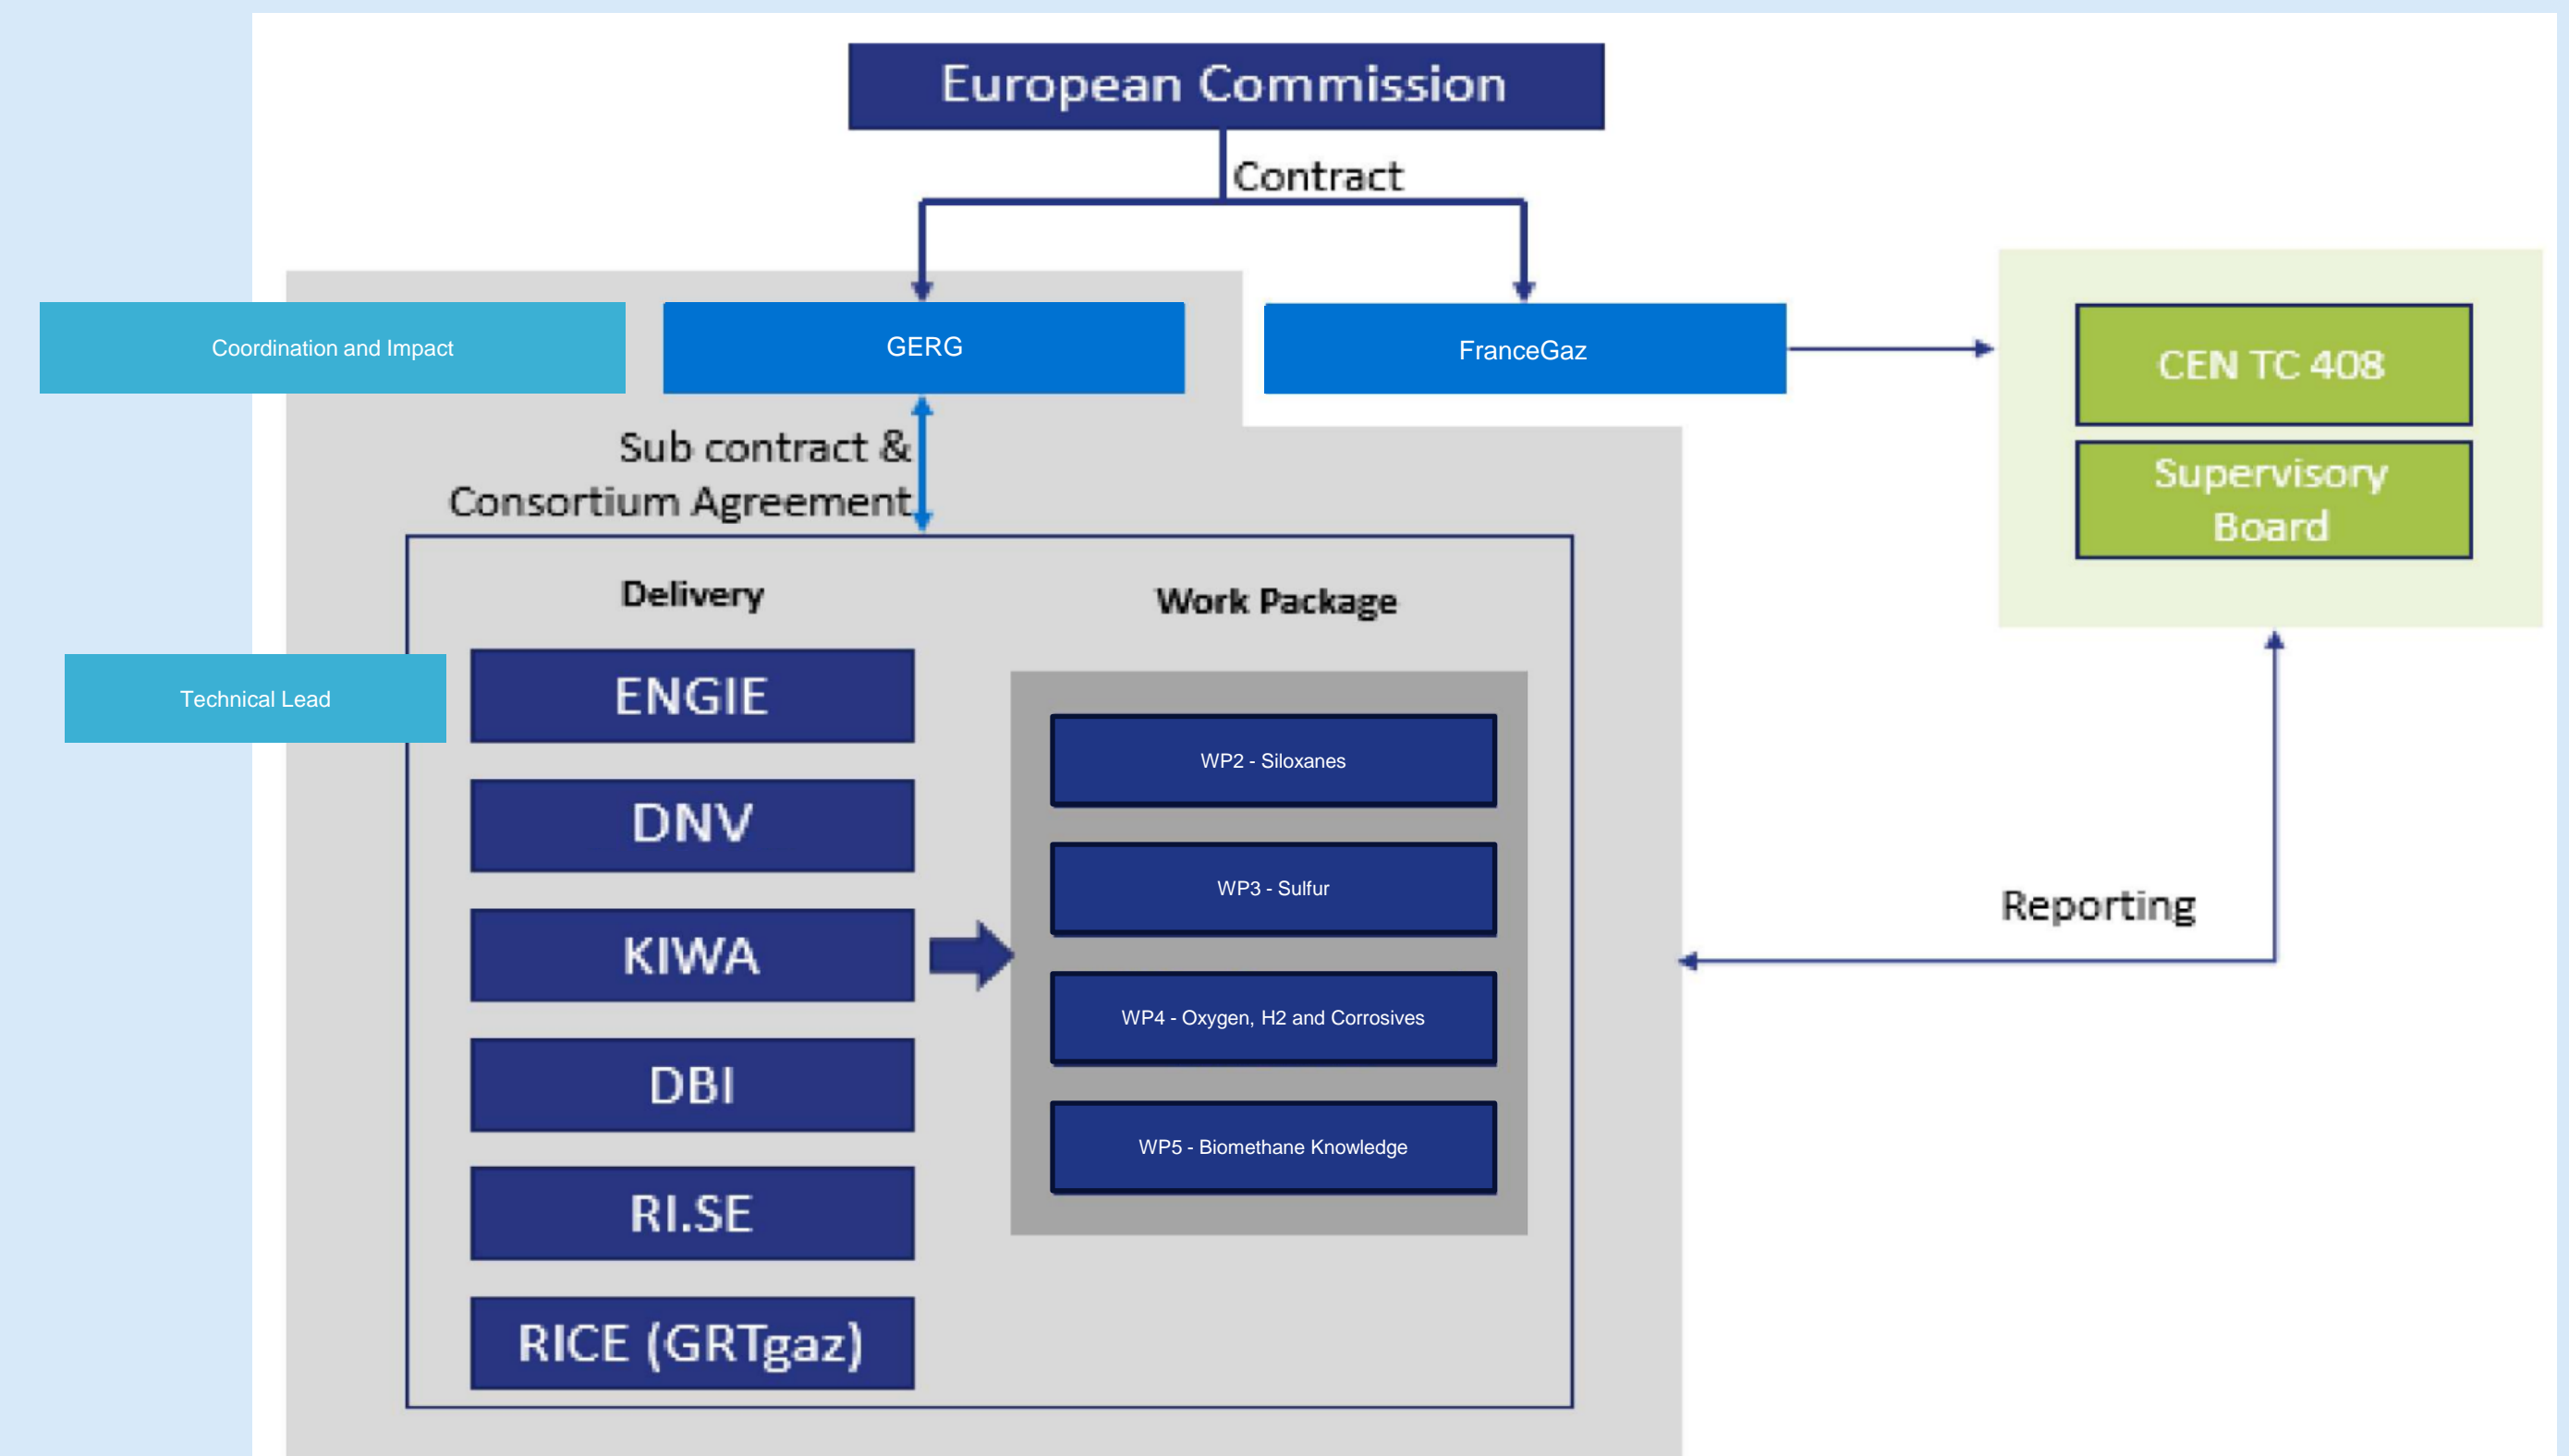 European Commission
Contract
Coordination and Impact
GERG
FranceGaz
CEN TC 408
Supervisory
Board
Sub contract &
Consortium Agreement
Delivery
Work Package
Technical Lead
ENGIE
DNV
KIWA
DBI
RI.SE
RICE (GRTgaz)
WP2 - Siloxanes
WP3 - Sulfur
WP4 - Oxygen, H2 and Corrosives
WP5 - Biomethane Knowledge
Reporting